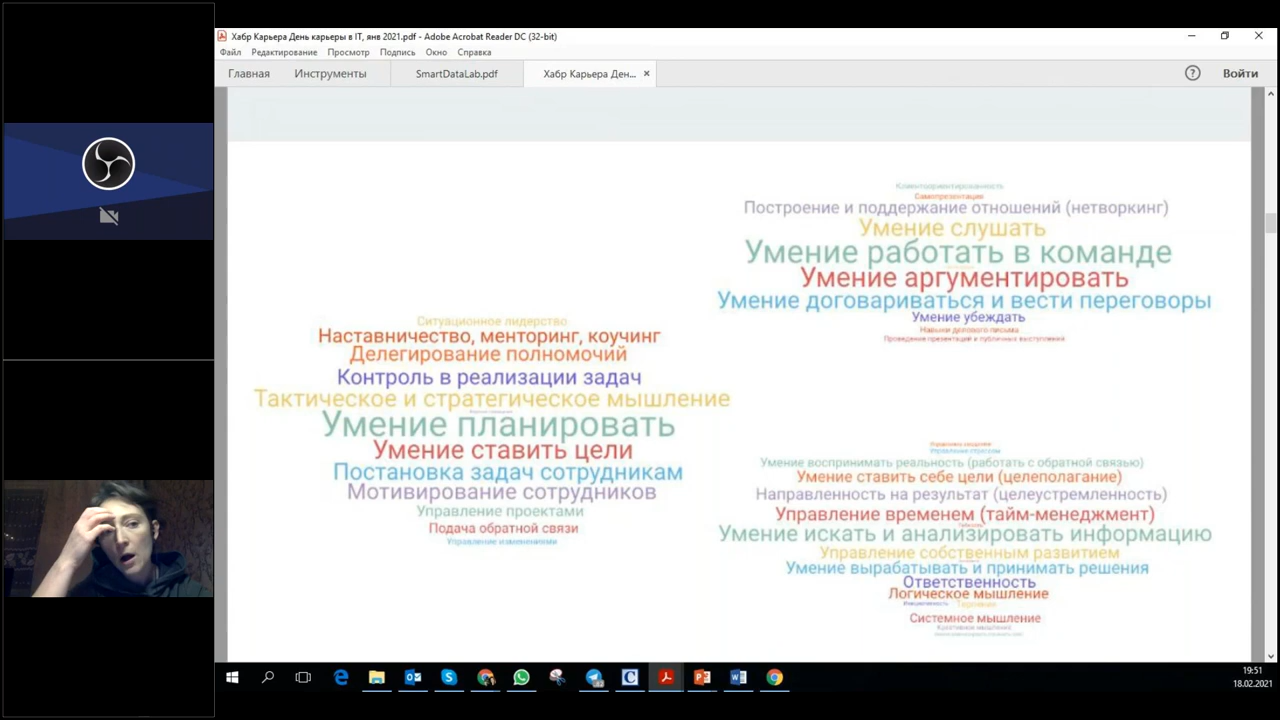 Хабр Карьера День карьеры в IT, янв 2021.pdf - Adobe Acrobat Reader DC (32-bit)
Файл Редактирование Просмотр Подпись Окно Справка
Главная Инструменты SmartDataLab.pdf Хабр Карьера Ден... × ? Войти
Клиентоориентированность
Самопрезентация
Построение и поддержание отношений (нетворкинг)
Умение слушать
Умение работать в команде
Умение аргументировать
Умение договариваться и вести переговоры
Умение убеждать
Навыки делового письма
Проведение презентаций и публичных выступлений
Ситуационное лидерство
Наставничество, менторинг, коучинг
Делегирование полномочий
Контроль в реализации задач
Тактическое и стратегическое мышление
Умение планировать
Умение ставить цели
Постановка задач сотрудникам
Мотивирование сотрудников
Управление проектами
Подача обратной связи
Управление изменениями
Управление стрессом
Умение воспринимать реальность (работать с обратной связью)
Умение ставить себе цели (целеполагание)
Направленность на результат (целеустремленность)
Управление временем (тайм-менеджмент)
Умение искать и анализировать информацию
Управление собственным развитием
Умение вырабатывать и принимать решения
Ответственность
Логическое мышление
Инициативность
Системное мышление
Креативное мышление
19:51
18.02.2021